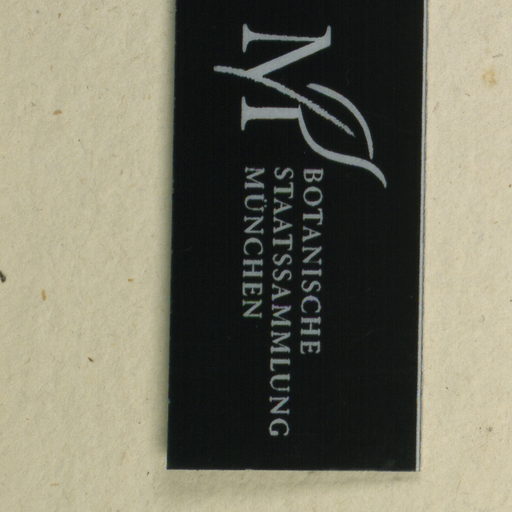 M
BOTANISCHE
STAATSSAMMLUNG
MÜNCHEN